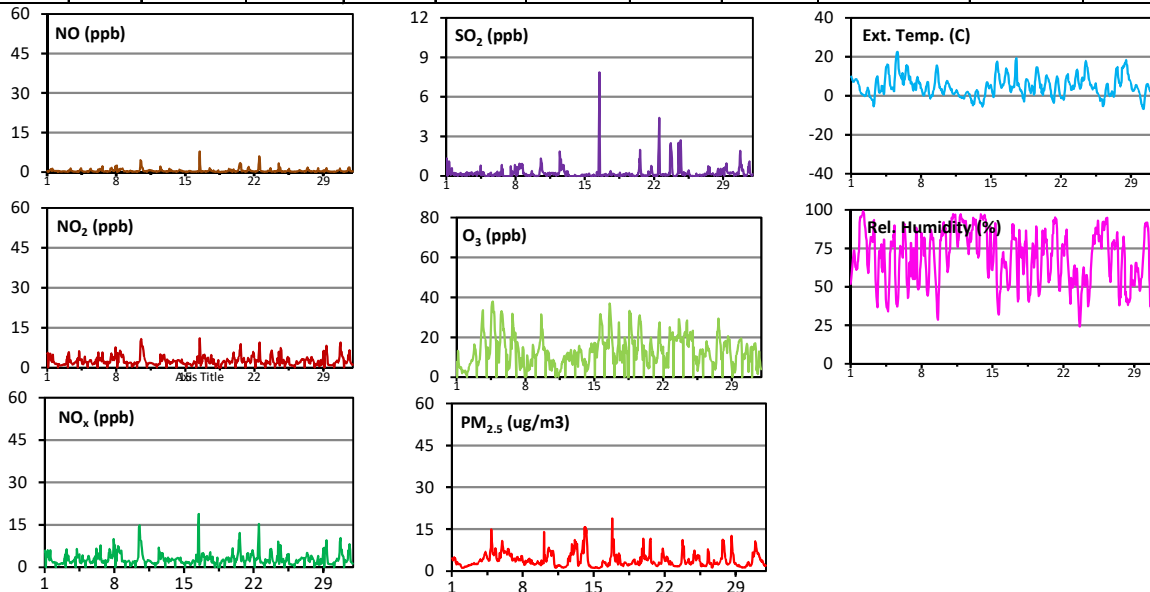 NO (ppb)
60
45
30
15
0
1 8 15 22 29
SO₂ (ppb)
12
9
6
3
0
1 8 15 22 29
Ext. Temp. (C)
40
20
0
-20
-40
1 8 15 22 29
NO₂ (ppb)
60
45
30
15
0
1 8 15 22 29
Axis Title
O₃ (ppb)
80
60
40
20
0
1 8 15 22 29
Rel. Humidity (%)
100
75
50
25
0
1 8 15 22 29
NOₓ (ppb)
60
45
30
15
0
1 8 15 22 29
PM₂.₅ (ug/m3)
60
45
30
15
0
1 8 15 22 29